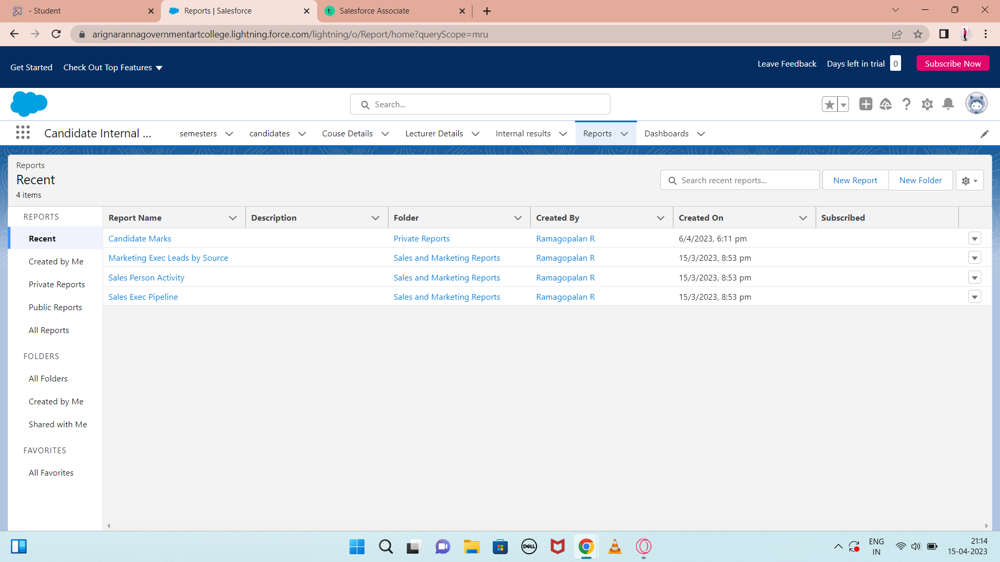 - Student
Reports | Salesforce
t:
Salesforce Associate
arignarannagovernmentartcollege.lightning.force.com/lightning/o/Report/home?queryScope=mru
Get Started
Check Out Top Features
Leave Feedback
Days left in trial
0
Subscribe Now
Search...
Candidate Internal ...
semesters
candidates
Couse Details
Lecturer Details
Internal results
Reports
Dashboards
Reports
Recent
4 items
Search recent reports...
New Report
New Folder
REPORTS
Recent
Created by Me
Private Reports
Public Reports
All Reports
FOLDERS
All Folders
Created by Me
Shared with Me
FAVORITES
All Favorites
Report Name Description Folder Created By Created On Subscribed
Candidate Marks Private Reports Ramagopalan R 6/4/2023, 6:11 pm
Marketing Exec Leads by Source Sales and Marketing Reports Ramagopalan R 15/3/2023, 8:53 pm
Sales Person Activity Sales and Marketing Reports Ramagopalan R 15/3/2023, 8:53 pm
Sales Exec Pipeline Sales and Marketing Reports Ramagopalan R 15/3/2023, 8:53 pm
DELL
ENG
IN
21:14
15-04-2023